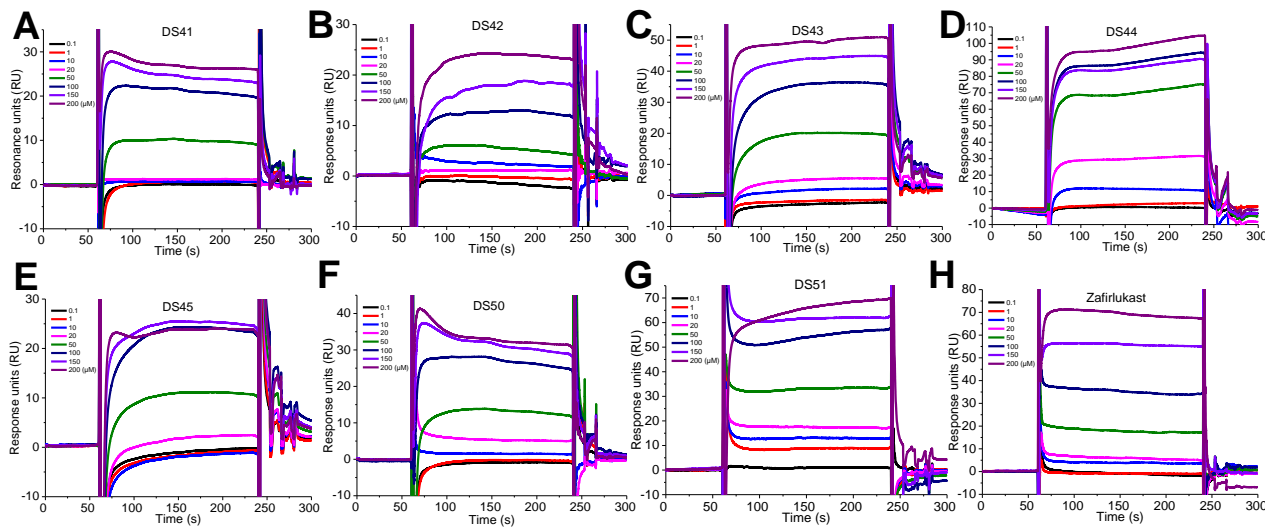 A
DS41
Resonance units (RU)
30
20
10
0
-10
0.1
1
10
20
50
100
150
200 (µM)
0 50 100 150 200 250 300
Time (s)
B
DS42
Response units (RU)
30
20
10
0
-10
0.1
1
10
20
50
100
150
200 (µM)
0 50 100 150 200 250 300
Time (s)
C
DS43
Response units (RU)
50
40
30
20
10
0
-10
0.1
1
10
20
50
100
150
200 (µM)
0 50 100 150 200 250 300
Time (s)
D
DS44
Response units (RU)
110
100
90
80
70
60
50
40
30
20
10
0
-10
0.1
1
10
20
50
100
150
200 (µM)
0 50 100 150 200 250 300
Time (s)
E
DS45
Response units (RU)
30
20
10
0
-10
0.1
1
10
20
50
100
150
200 (µM)
0 50 100 150 200 250 300
Time (s)
F
DS50
Response units (RU)
40
30
20
10
0
-10
0.1
1
10
20
50
100
150
200 (µM)
0 50 100 150 200 250 300
Time (s)
G
DS51
Response units (RU)
70
60
50
40
30
20
10
0
-10
0.1
1
10
20
50
100
150
200 (µM)
0 50 100 150 200 250 300
Time (s)
H
Zafirlukast
Response units (RU)
80
70
60
50
40
30
20
10
0
-10
0.1
1
10
20
50
100
150
200 (µM)
0 50 100 150 200 250 300
Time (s)